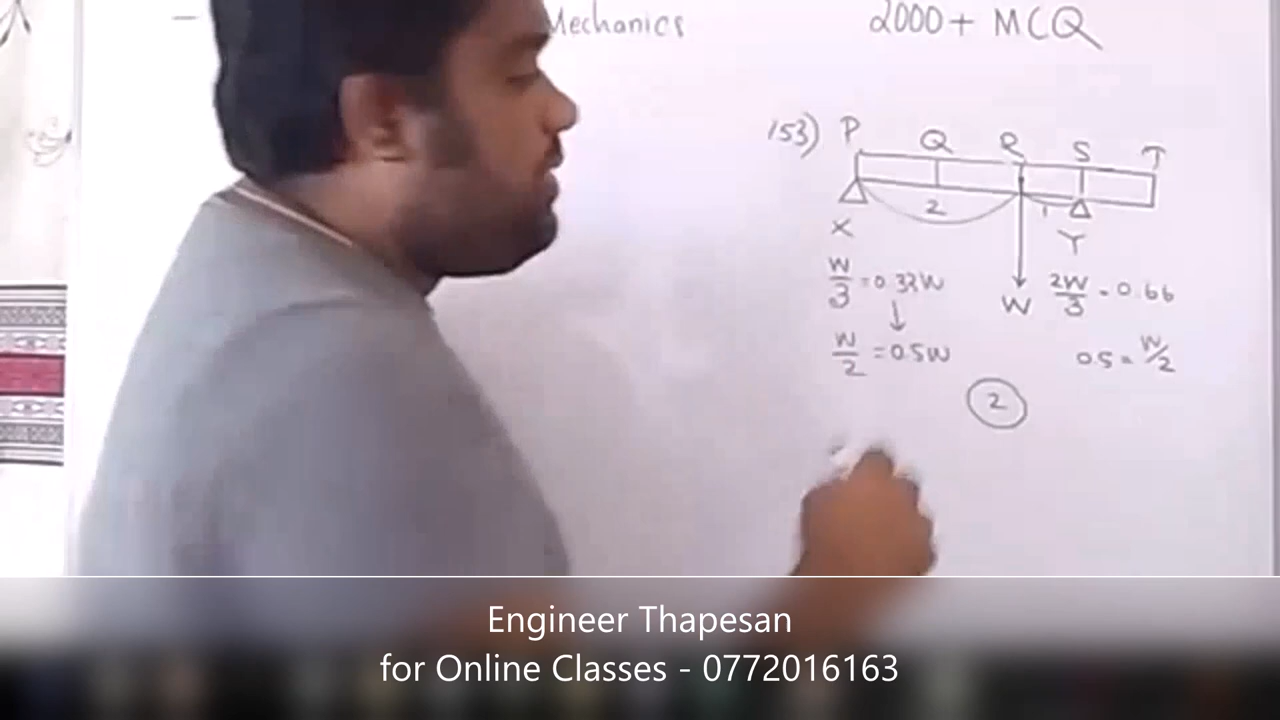 Mechanics
2000+ MCQ
153) P Q R S T
2 1
X Y
W/3 = 0.33W
W
2W/3 = 0.66
W/2 = 0.5W
0.5 = W/2
2
Engineer Thapesan
for Online Classes - 0772016163